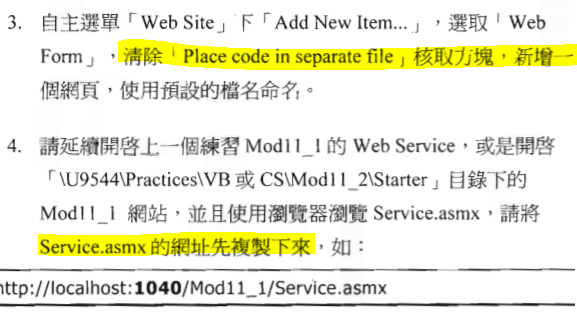 3. 自主選單「Web Site」下「Add New Item...」，選取「Web
Form」，清除「Place code in separate file」核取方塊，新增一
個網頁，使用預設的檔名命名。
4. 請延續開啓上一個練習 Mod11_1 的 Web Service，或是開啓
「\U9544\Practices\VB 或 CS\Mod11_2\Starter」目錄下的
Mod11_1 網站，並且使用瀏覽器瀏覽 Service.asmx，請將
Service.asmx 的網址先複製下來，如：
http://localhost:1040/Mod11_1/Service.asmx